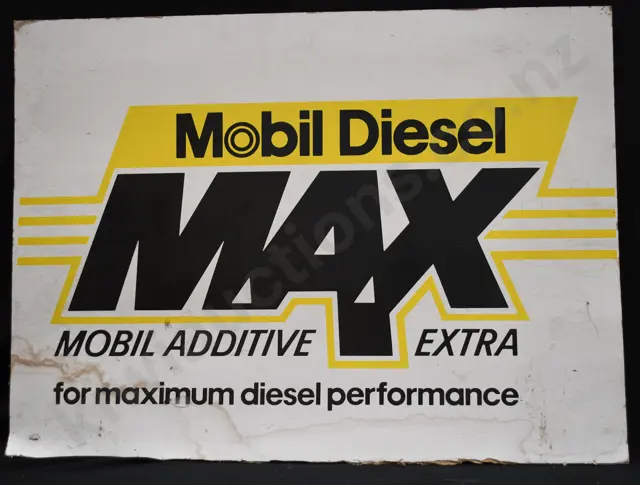 Mobil Diesel
MAX
MOBIL ADDITIVE EXTRA
for maximum diesel performance